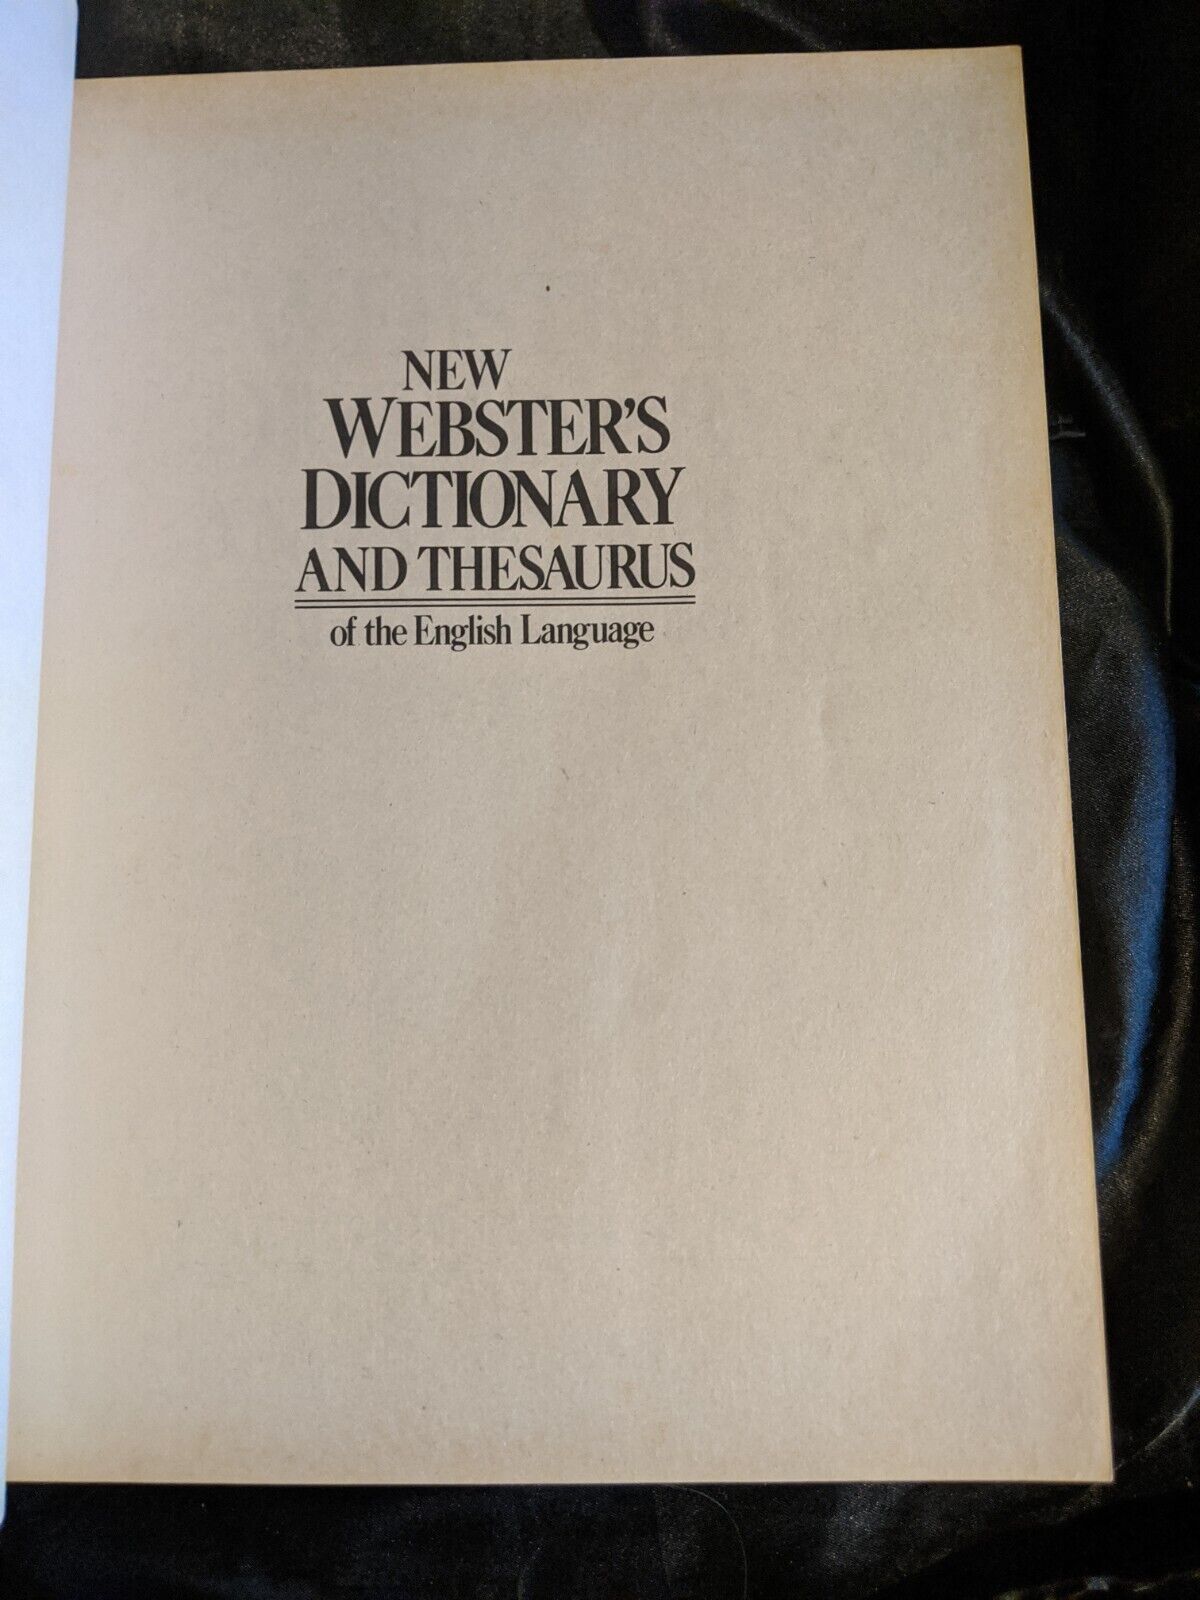 NEW
WEBSTER'S
DICTIONARY
AND THESAURUS
of the English Language